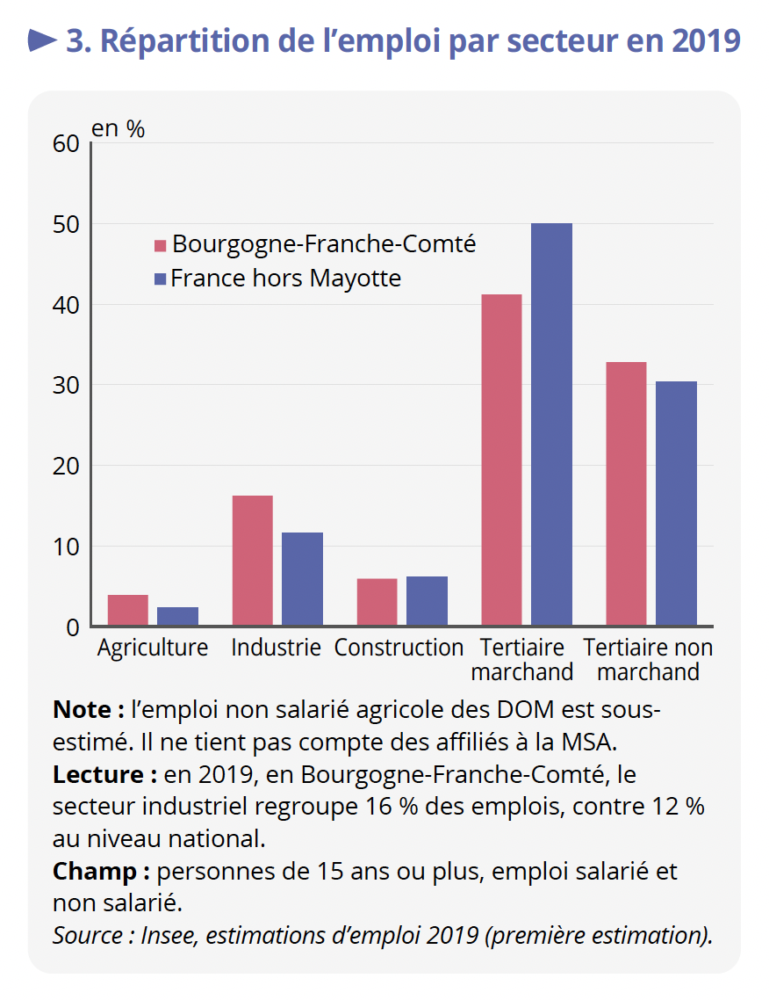 3. Répartition de l’emploi par secteur en 2019
en %
60
50
Bourgogne-Franche-Comté
France hors Mayotte
40
30
20
10
0
Agriculture Industrie Construction Tertiaire marchand Tertiaire non marchand
Note : l’emploi non salarié agricole des DOM est sous-
estimé. Il ne tient pas compte des affiliés à la MSA.
Lecture : en 2019, en Bourgogne-Franche-Comté, le
secteur industriel regroupe 16 % des emplois, contre 12 %
au niveau national.
Champ : personnes de 15 ans ou plus, emploi salarié et
non salarié.
Source : Insee, estimations d’emploi 2019 (première estimation).